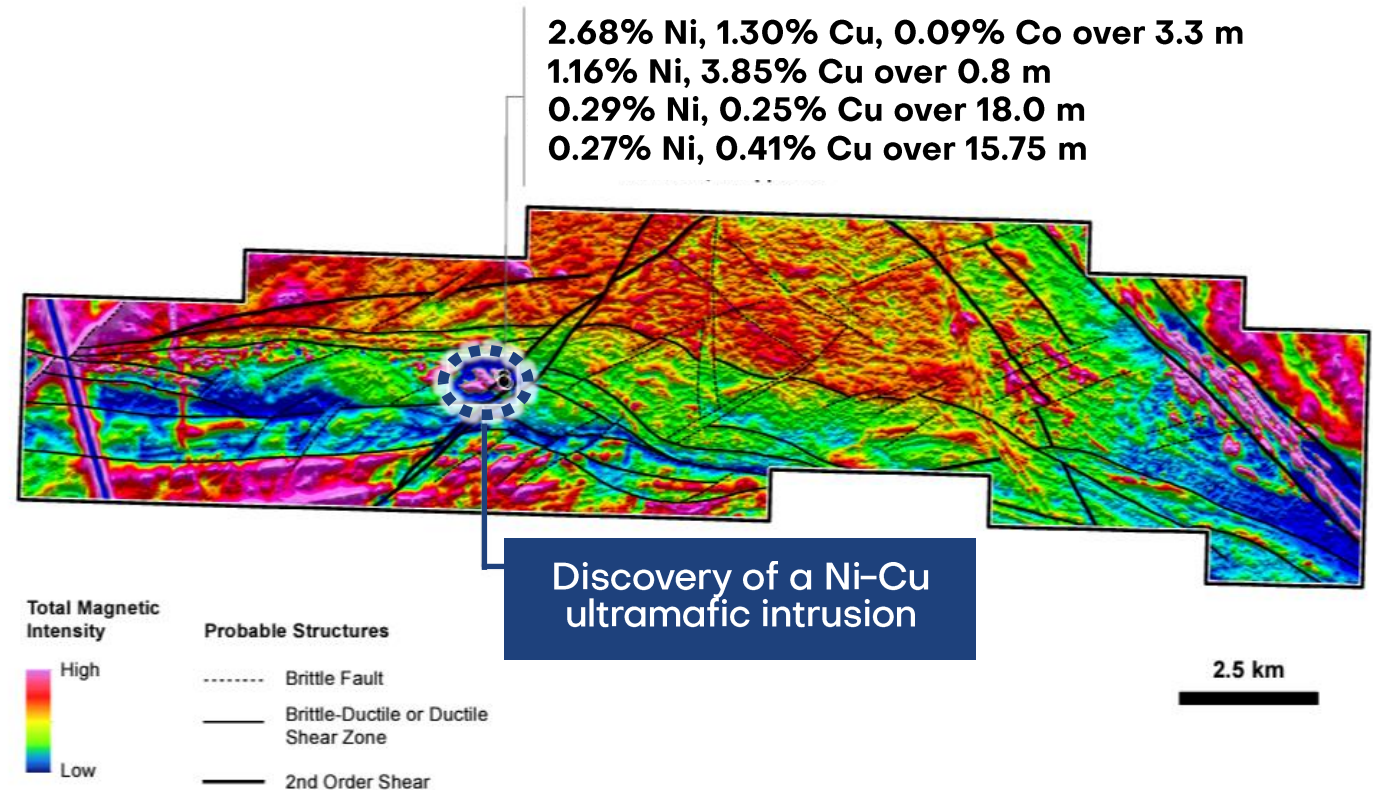 2.68% Ni, 1.30% Cu, 0.09% Co over 3.3 m
1.16% Ni, 3.85% Cu over 0.8 m
0.29% Ni, 0.25% Cu over 18.0 m
0.27% Ni, 0.41% Cu over 15.75 m
Discovery of a Ni–Cu
ultramafic intrusion
Total Magnetic
Intensity
High
Low
Probable Structures
Brittle Fault
Brittle-Ductile or Ductile
Shear Zone
2nd Order Shear
2.5 km